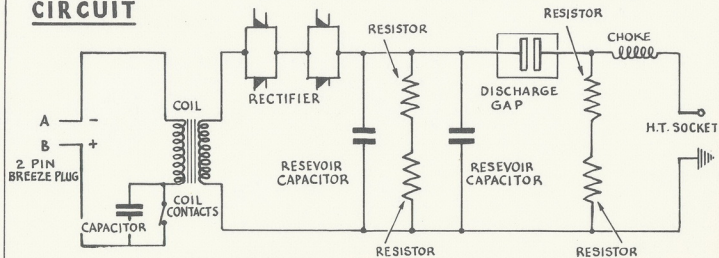 CIRCUIT
RESISTOR
RESISTOR
CHOKE
A -
B +
2 PIN
BREEZE PLUG
COIL
RECTIFIER
DISCHARGE
GAP
H.T. SOCKET
RESEVOIR
CAPACITOR
RESEVOIR
CAPACITOR
CAPACITOR
COIL
CONTACTS
RESISTOR
RESISTOR